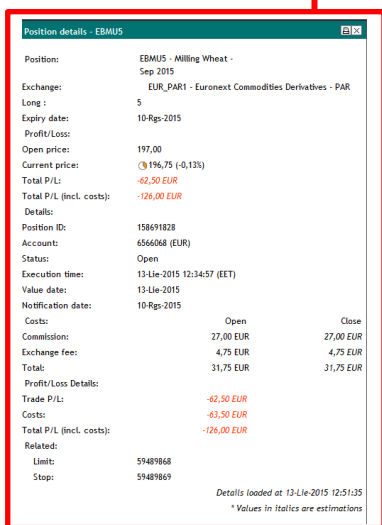 Position details - EBMU5
Position: EBMU5 - Milling Wheat -
Sep 2015
Exchange: EUR_PAR1 - Euronext Commodities Derivatives - PAR
Long : 5
Expiry date: 10-Rgs-2015
Profit/Loss:
Open price: 197,00
Current price: 196,75 (-0,13%)
Total P/L: -62,50 EUR
Total P/L (incl. costs): -126,00 EUR
Details:
Position ID: 158691828
Account: 6566068 (EUR)
Status: Open
Execution time: 13-Lie-2015 12:34:57 (EET)
Value date: 13-Lie-2015
Notification date: 10-Rgs-2015
Costs: Open Close
Commission: 27,00 EUR 27,00 EUR
Exchange fee: 4,75 EUR 4,75 EUR
Total: 31,75 EUR 31,75 EUR
Profit/Loss Details:
Trade P/L: -62,50 EUR
Costs: -63,50 EUR
Total P/L (incl. costs): -126,00 EUR
Related:
Limit: 59489868
Stop: 59489869
Details loaded at 13-Lie-2015 12:51:35
* Values in italics are estimations